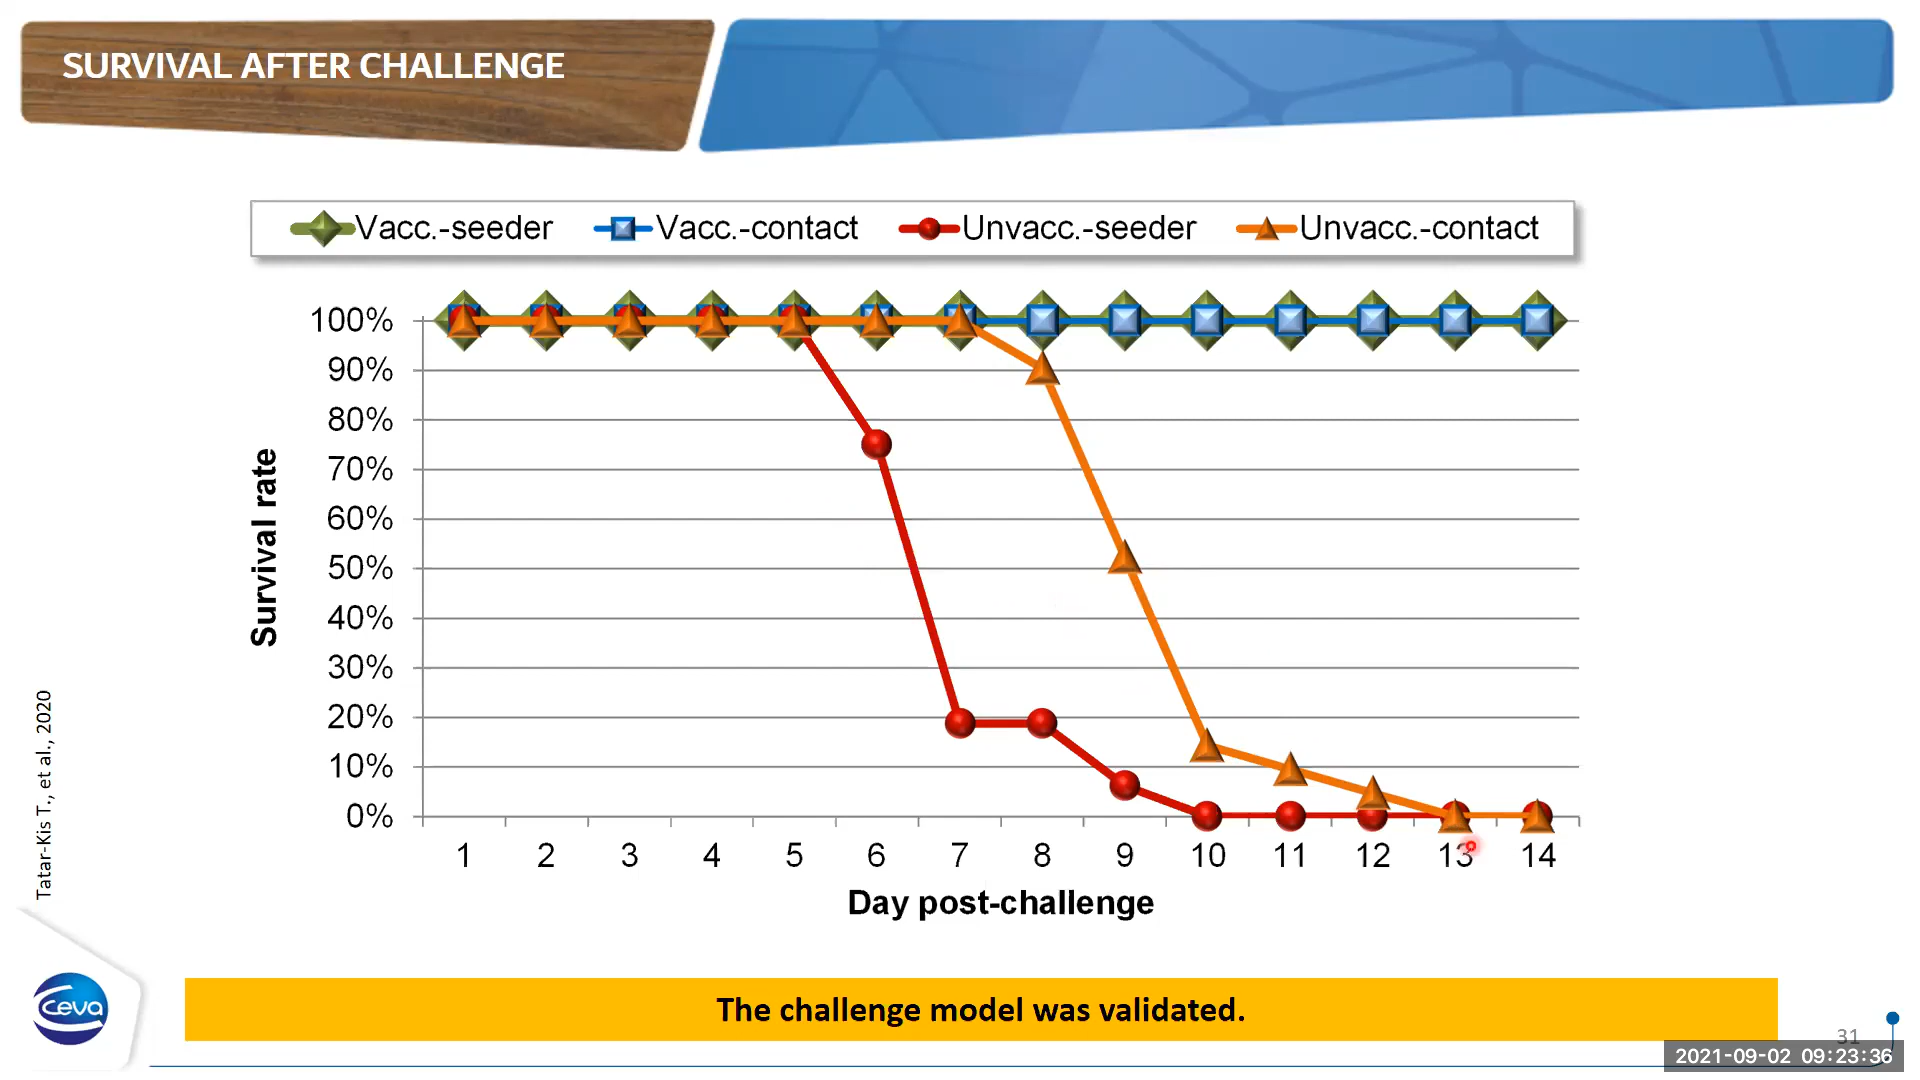 SURVIVAL AFTER CHALLENGE
Vacc.-seeder Vacc.-contact Unvacc.-seeder Unvacc.-contact
100%
90%
80%
70%
60%
50%
40%
30%
20%
10%
0%
Survival rate
1 2 3 4 5 6 7 8 9 10 11 12 13 14
Day post-challenge
Tatar-Kis T., et al., 2020
ceva
The challenge model was validated.
31
2021-09-02 09:23:36